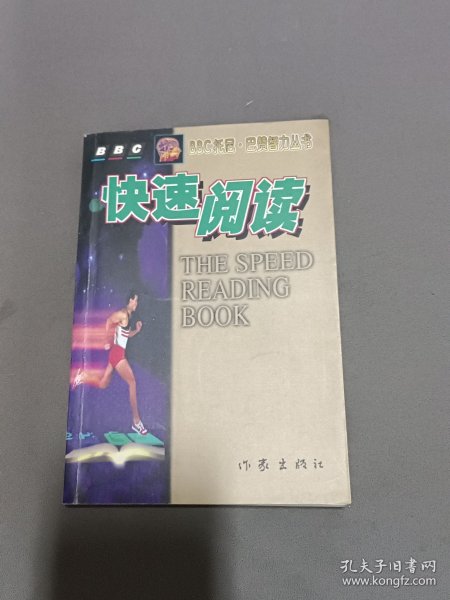 BBC
BBC托尼·巴赞智力丛书
快速阅读
THE SPEED
READING
BOOK
作家出版社
孔夫子旧书网
www.kongfz.com